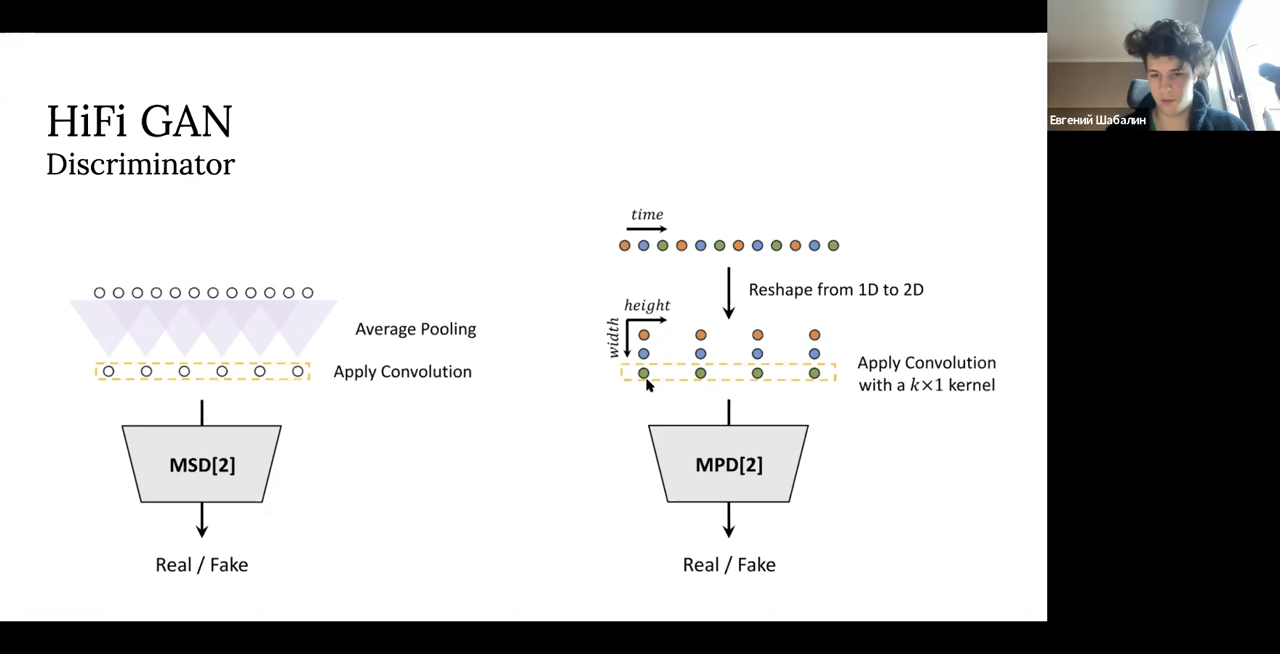 HiFi GAN
Discriminator
Average Pooling
Apply Convolution
MSD[2]
Real / Fake
time
Reshape from 1D to 2D
height
width
Apply Convolution
with a k×1 kernel
MPD[2]
Real / Fake
Евгений Шабалин